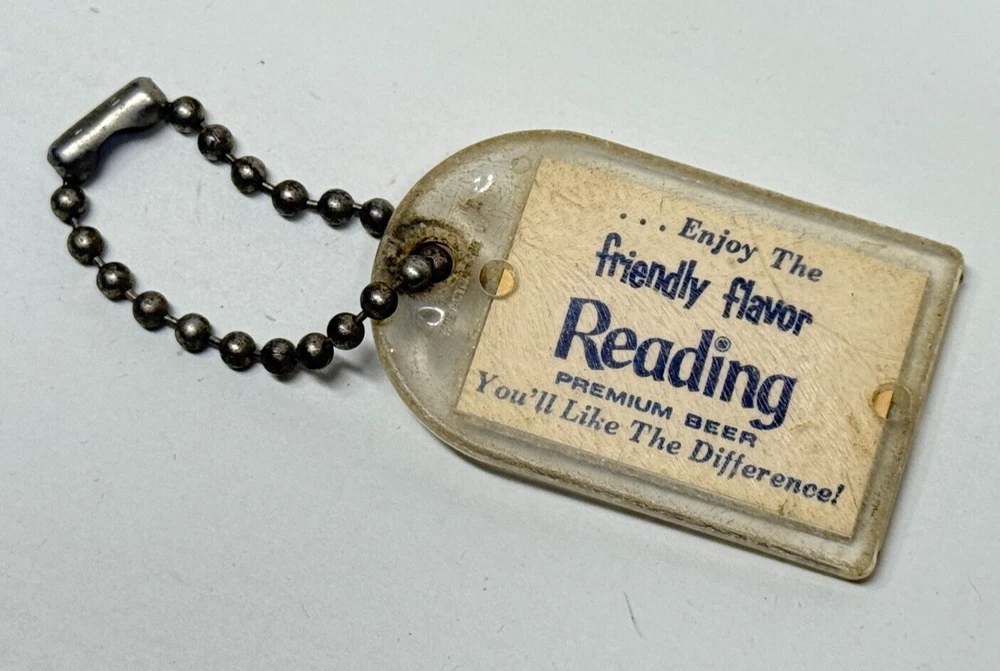 . . . Enjoy The
friendly flavor
Reading®
PREMIUM BEER
You'll Like The Difference!